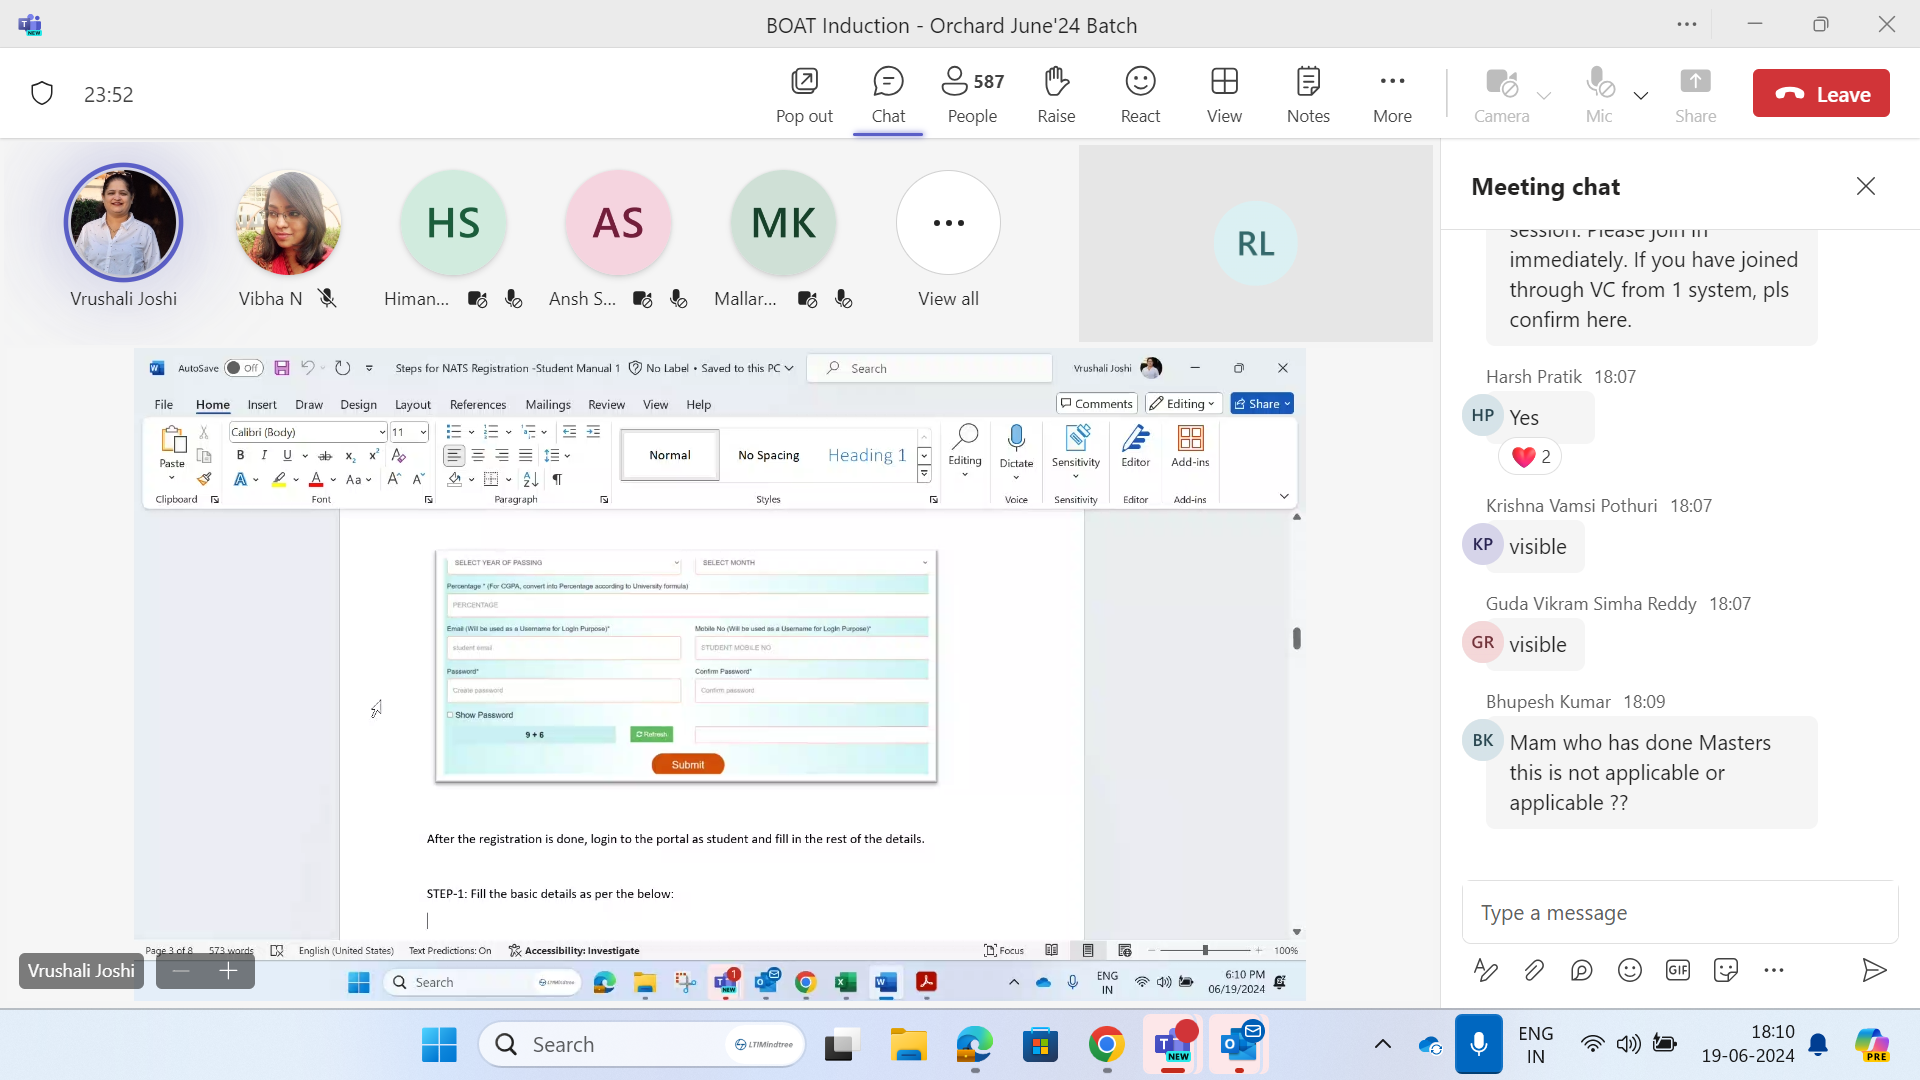 BOAT Induction - Orchard June'24 Batch
23:52
Pop out
Chat
587
People
Raise
React
View
Notes
More
Camera
Mic
Share
Leave
Vrushali Joshi
Vibha N
HS
Himan...
AS
Ansh S...
MK
Mallar...
View all
RL
Meeting chat
immediately. If you have joined
through VC from 1 system, pls
confirm here.
Harsh Pratik 18:07
HP
Yes
2
Krishna Vamsi Pothuri 18:07
KP
visible
Guda Vikram Simha Reddy 18:07
GR
visible
Bhupesh Kumar 18:09
BK
Mam who has done Masters
this is not applicable or
applicable ??
Type a message
GIF
AutoSave Off
Steps for NATS Registration -Student Manual 1
No Label • Saved to this PC
Search
Vrushali Joshi
File Home Insert Draw Design Layout References Mailings Review View Help
Comments
Editing
Share
Paste
Clipboard
Calibri (Body) 11
Font
Paragraph
Normal
No Spacing
Heading 1
Styles
Editing
Dictate
Voice
Sensitivity
Sensitivity
Editor
Editor
Add-ins
Add-ins
SELECT YEAR OF PASSING
SELECT MONTH
Percentage * (For CGPA, convert into Percentage according to University formula)
PERCENTAGE
Email (Will be used as a Username for LogIn Purpose)*
Mobile No (Will be used as a Username for LogIn Purpose)*
student email
STUDENT MOBILE NO
Password*
Confirm Password*
Create password
Confirm password
Show Password
9 + 6
Refresh
Submit
After the registration is done, login to the portal as student and fill in the rest of the details.
STEP-1: Fill the basic details as per the below:
Page 3 of 8
573 words
English (United States)
Text Predictions: On
Accessibility: Investigate
Focus
100%
Vrushali Joshi
Search
ENG
IN
6:10 PM
06/19/2024
Search
LTIMindtree
NEW
ENG
IN
18:10
19-06-2024
PRE